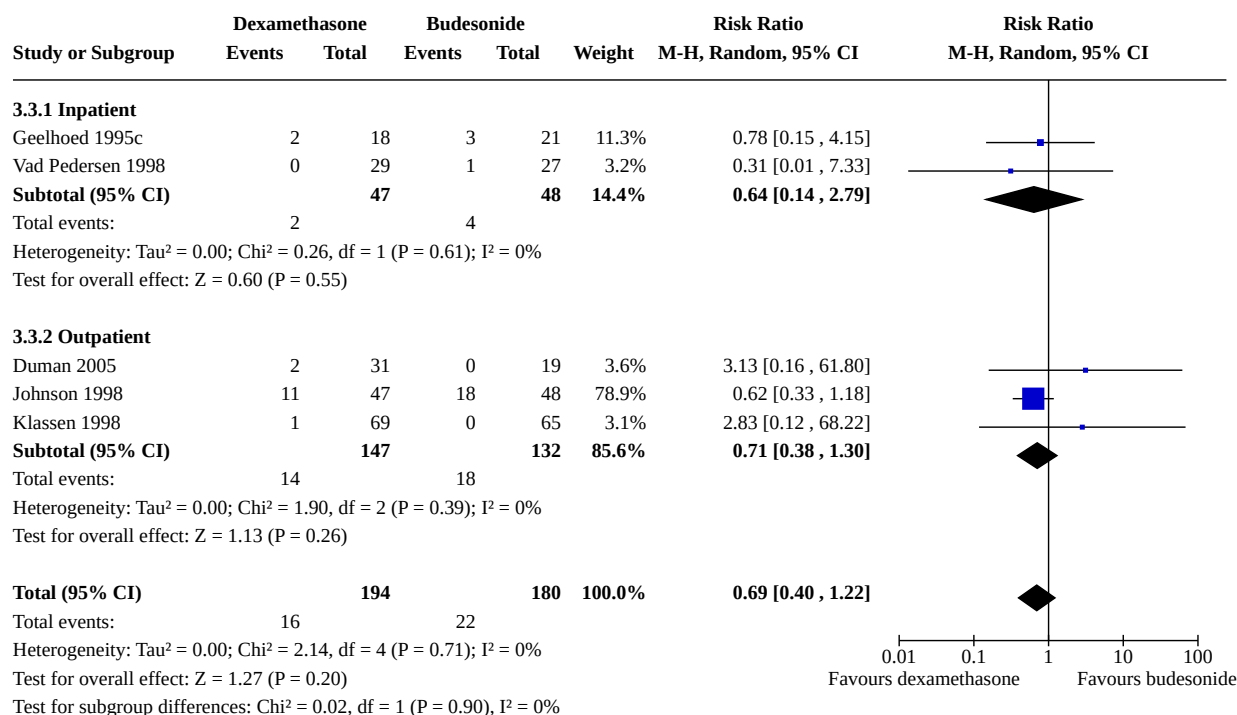 Dexamethasone Budesonide Risk Ratio Risk Ratio
Study or Subgroup Events Total Events Total Weight M-H, Random, 95% CI M-H, Random, 95% CI
3.3.1 Inpatient
Geelhoed 1995c 2 18 3 21 11.3% 0.78 [0.15 , 4.15]
Vad Pedersen 1998 0 29 1 27 3.2% 0.31 [0.01 , 7.33]
Subtotal (95% CI) 47 48 14.4% 0.64 [0.14 , 2.79]
Total events: 2 4
Heterogeneity: Tau² = 0.00; Chi² = 0.26, df = 1 (P = 0.61); I² = 0%
Test for overall effect: Z = 0.60 (P = 0.55)
3.3.2 Outpatient
Duman 2005 2 31 0 19 3.6% 3.13 [0.16 , 61.80]
Johnson 1998 11 47 18 48 78.9% 0.62 [0.33 , 1.18]
Klassen 1998 1 69 0 65 3.1% 2.83 [0.12 , 68.22]
Subtotal (95% CI) 147 132 85.6% 0.71 [0.38 , 1.30]
Total events: 14 18
Heterogeneity: Tau² = 0.00; Chi² = 1.90, df = 2 (P = 0.39); I² = 0%
Test for overall effect: Z = 1.13 (P = 0.26)
Total (95% CI) 194 180 100.0% 0.69 [0.40 , 1.22]
Total events: 16 22
Heterogeneity: Tau² = 0.00; Chi² = 2.14, df = 4 (P = 0.71); I² = 0%
0.01 0.1 1 10 100
Test for overall effect: Z = 1.27 (P = 0.20)
Favours dexamethasone Favours budesonide
Test for subgroup differences: Chi² = 0.02, df = 1 (P = 0.90), I² = 0%